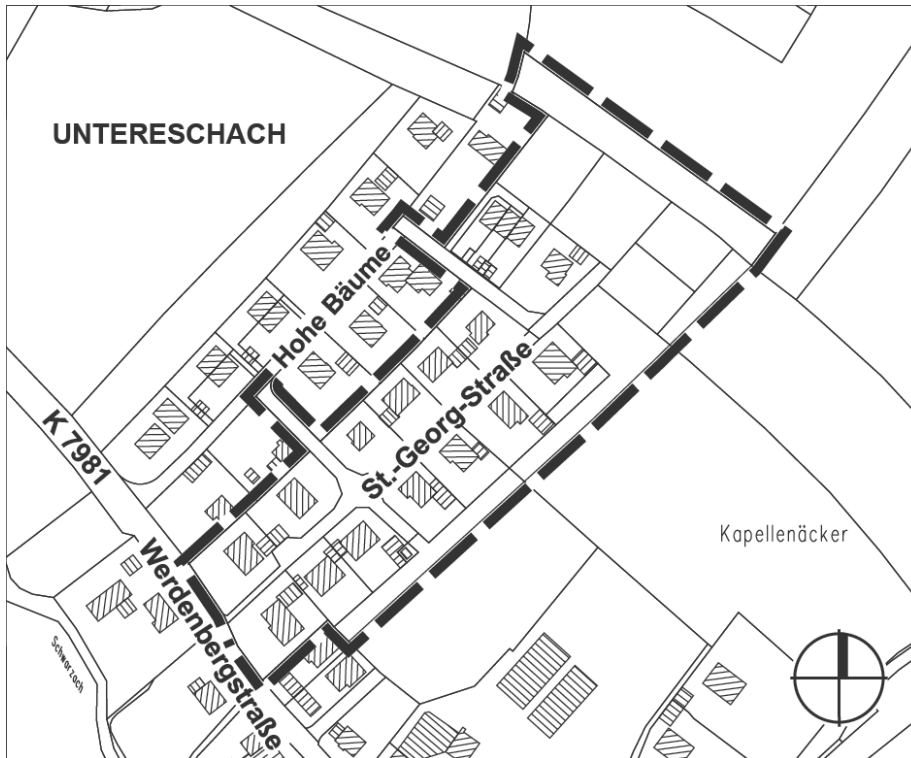 UNTERESCHACH
Hohe Bäume
St.-Georg-Straße
K 7981
Werdenbergstraße
Kapellenäcker
Schwarzach